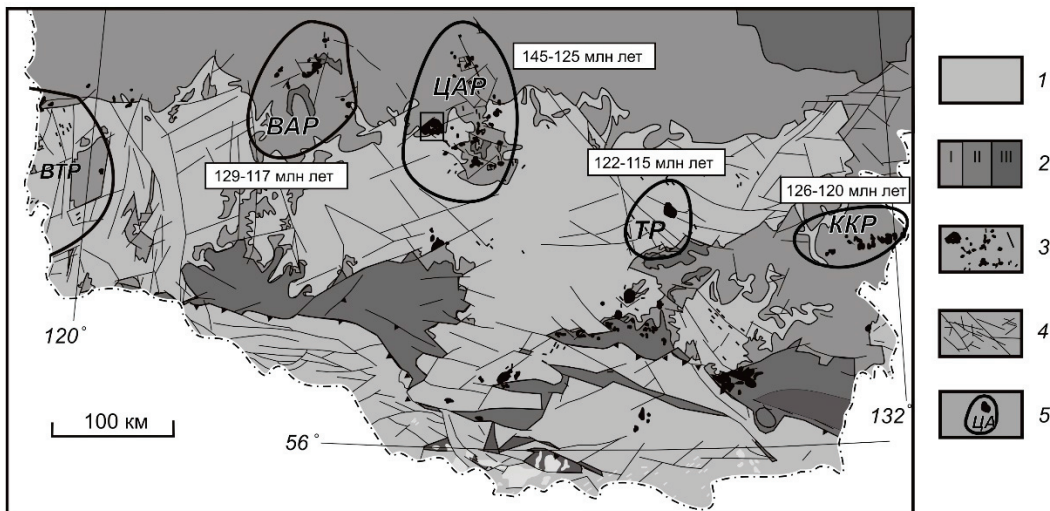 145-125 млн лет
ЦАР
ВАР
129-117 млн лет
ВТР
122-115 млн лет
126-120 млн лет
ТР
ККР
120°
132°
100 км
56°
1
I II III
2
3
4
ЦА
5